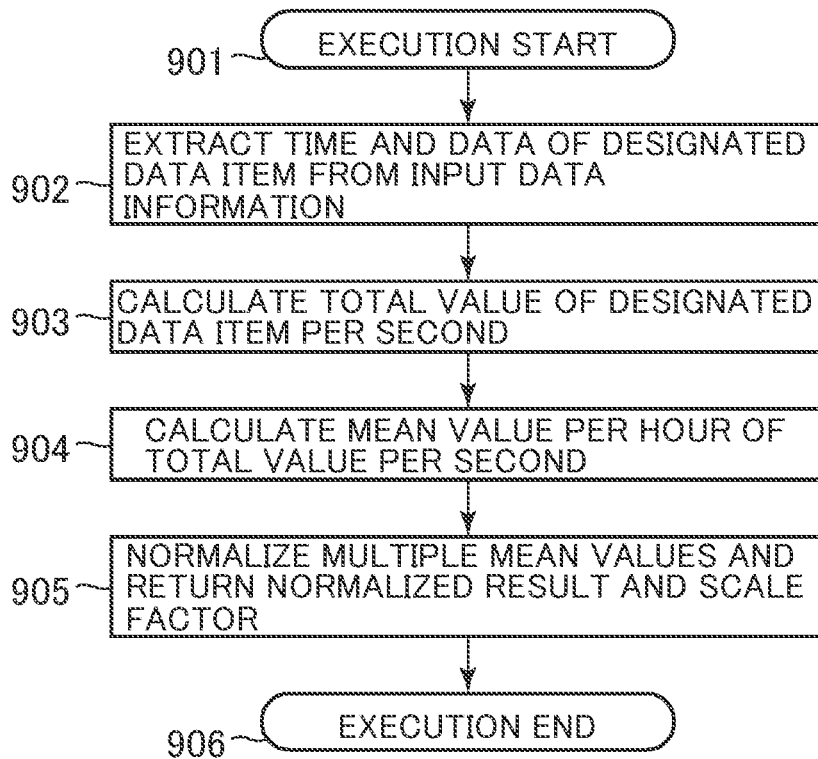 EXECUTION START
901
EXTRACT TIME AND DATA OF DESIGNATED
DATA ITEM FROM INPUT DATA
INFORMATION
902
CALCULATE TOTAL VALUE OF DESIGNATED
DATA ITEM PER SECOND
903
CALCULATE MEAN VALUE PER HOUR OF
TOTAL VALUE PER SECOND
904
NORMALIZE MULTIPLE MEAN VALUES AND
RETURN NORMALIZED RESULT AND SCALE
FACTOR
905
EXECUTION END
906